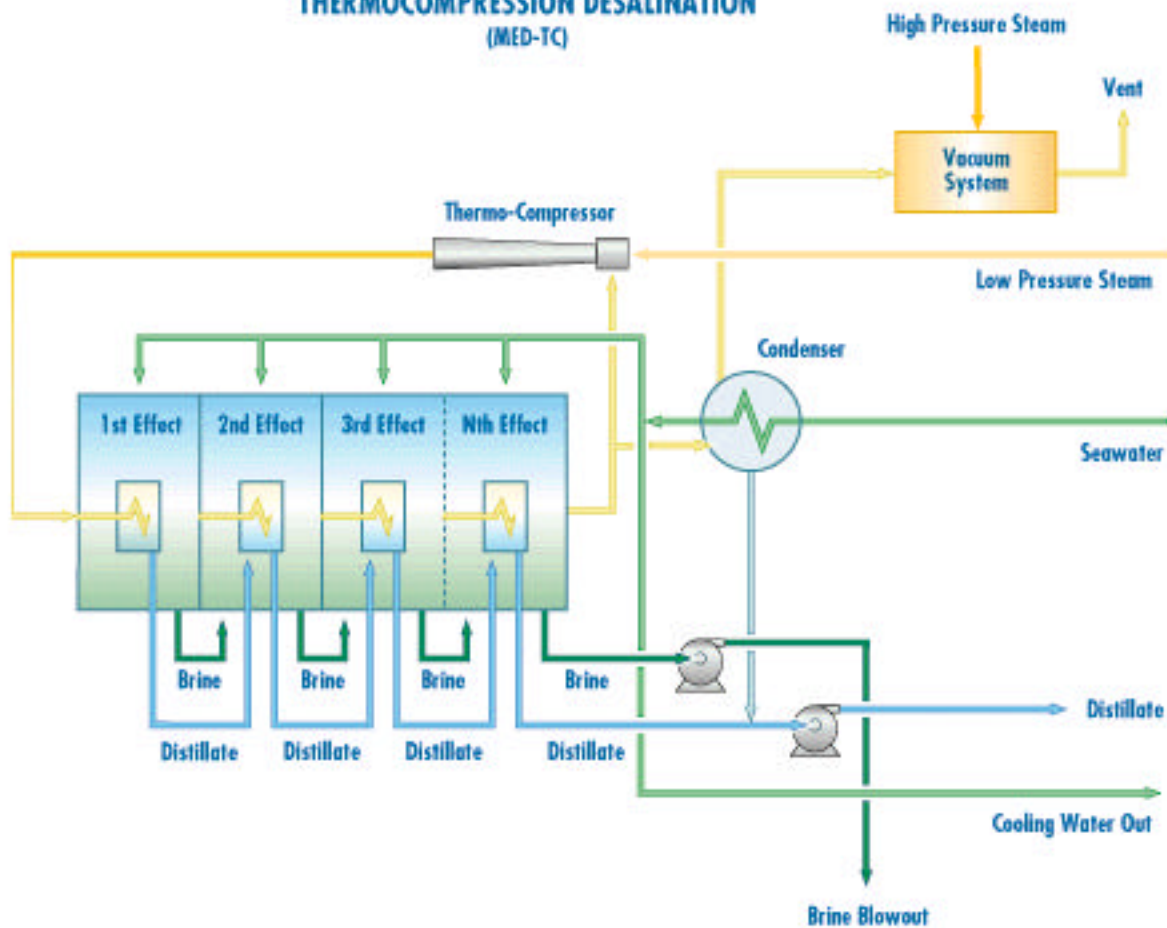 THERMOCOMPRESSION DESALINATION
(MED-TC)
High Pressure Steam
Vent
Vacuum
System
Thermo-Compressor
Low Pressure Steam
Condenser
1st Effect
2nd Effect
3rd Effect
Nth Effect
Seawater
Brine
Brine
Brine
Brine
Distillate
Distillate
Distillate
Distillate
Distillate
Cooling Water Out
Brine Blowout